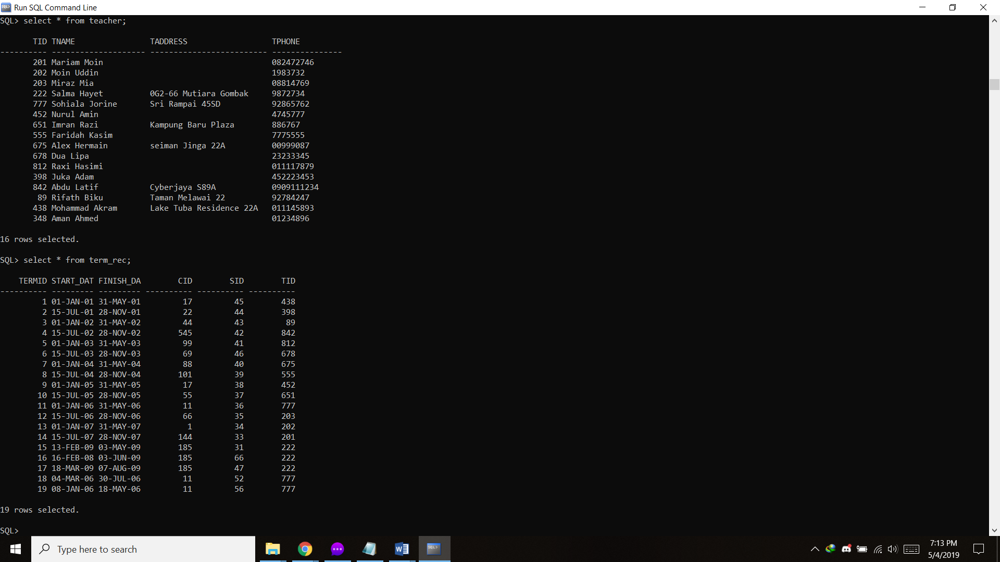 Run SQL Command Line
SQL> select * from teacher;
TID TNAME TADDRESS TPHONE
---------- -------------------- ------------------------- ---------------
201 Mariam Moin 082472746
202 Moin Uddin 1983732
203 Miraz Mia 08814769
222 Salma Hayet 0G2-66 Mutiara Gombak 9872734
777 Sohiala Jorine Sri Rampai 45SD 92865762
452 Nurul Amin 4745777
651 Imran Razi Kampung Baru Plaza 886767
555 Faridah Kasim 7775555
675 Alex Hermain seiman Jinga 22A 00999087
678 Dua Lipa 23233345
812 Raxi Hasimi 011117879
398 Juka Adam 452223453
842 Abdu Latif Cyberjaya S89A 0909111234
89 Rifath Biku Taman Melawai 22 92784247
438 Mohammad Akram Lake Tuba Residence 22A 011145893
348 Aman Ahmed 01234896
16 rows selected.
SQL> select * from term_rec;
TERMID START_DAT FINISH_DA CID SID TID
---------- --------- --------- ---------- ---------- ----------
1 01-JAN-01 31-MAY-01 17 45 438
2 15-JUL-01 28-NOV-01 22 44 398
3 01-JAN-02 31-MAY-02 44 43 89
4 15-JUL-02 28-NOV-02 545 42 842
5 01-JAN-03 31-MAY-03 99 41 812
6 15-JUL-03 28-NOV-03 69 46 678
7 01-JAN-04 31-MAY-04 88 40 675
8 15-JUL-04 28-NOV-04 101 39 555
9 01-JAN-05 31-MAY-05 17 38 452
10 15-JUL-05 28-NOV-05 55 37 651
11 01-JAN-06 31-MAY-06 11 36 777
12 15-JUL-06 28-NOV-06 66 35 203
13 01-JAN-07 31-MAY-07 1 34 202
14 15-JUL-07 28-NOV-07 144 33 201
15 13-FEB-09 03-MAY-09 185 31 222
16 16-FEB-08 03-JUN-09 185 66 222
17 18-MAR-09 07-AUG-09 185 47 222
18 04-MAR-06 30-JUL-06 11 52 777
19 08-JAN-06 18-MAY-06 11 56 777
19 rows selected.
SQL>
Type here to search
7:13 PM
5/4/2019